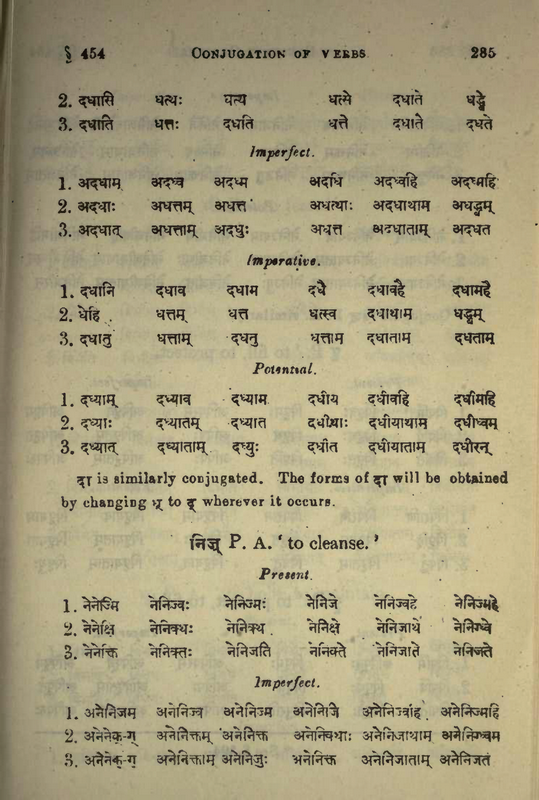 § 454 CONJUGATION OF VERBS 285
2. दधासि धत्थः धत्थ धत्से दधाते धद्ध्वे
3. दधाति धत्तः दधति धत्ते दधाते दधते
Imperfect.
1. अदधाम् अदध्व अदध्म अदधि अदध्वहि अदध्महि
2. अदधाः अधत्तम् अधत्त अधत्थाः अदधाथाम् अधद्ध्वम्
3. अदधात् अधत्ताम् अदधुः अधत्त अदधाताम् अदधत
Imperative.
1. दधानि दधाव दधाम दधै दधावहै दधामहै
2. धेहि धत्तम् धत्त धत्स्व दधाथाम् धद्ध्वम्
3. दधातु धत्ताम् दधतु धत्ताम् दधाताम् दधताम्
Potential.
1. दध्याम् दध्याव दध्याम दधीय दधीवहि दधीमहि
2. दध्याः दध्यातम् दध्यात दधीथाः दधीयाथाम् दधीध्वम्
3. दध्यात् दध्याताम् दध्युः दधीत दधीयाताम् दधीरन्
दा is similarly conjugated. The forms of दा will be obtained
by changing ध् to द् wherever it occurs.
निज् P. A. ‘to cleanse.’
Present.
1. नेनेज्मि नेनिज्वः नेनिज्मः नेनिजे नेनिज्वहे नेनिज्महे
2. नेनेक्षि नेनिक्थः नेनिक्थ नेनिक्षे नेनिजाथे नेनिग्ध्वे
3. नेनेक्ति नेनिक्तः नेनिजति नेनिक्ते नेनिजाते नेनिजते
Imperfect.
1. अनेनिजम् अनेनिज्व अनेनिज्म अनेनिजि अनेनिज्वहि अनेनिज्महि
2. अनेनेक्-ग् अनेनिक्तम् अनेनिक्त अनेनिक्थाः अनेनिजाथाम् अनेनिग्ध्वम्
3. अनेनेक्-ग् अनेनिक्ताम् अनेनिजुः अनेनिक्त अनेनिजाताम् अनेनिजत